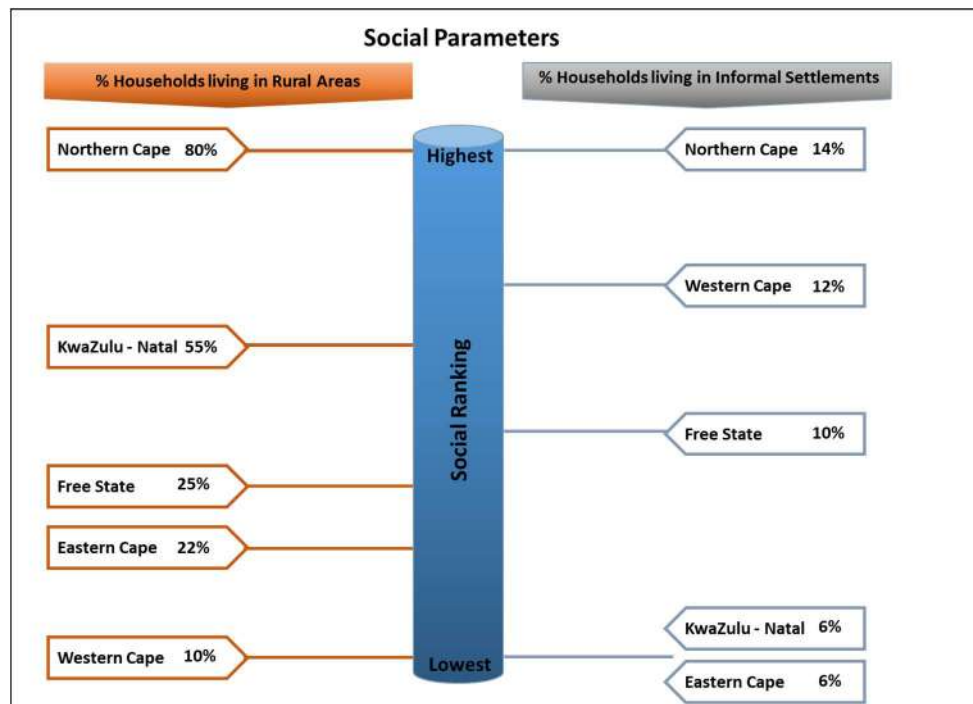 Social Parameters
% Households living in Rural Areas
% Households living in Informal Settlements
Northern Cape 80%
Highest
Northern Cape 14%
Western Cape 12%
KwaZulu - Natal 55%
Social Ranking
Free State 10%
Free State 25%
Eastern Cape 22%
KwaZulu - Natal 6%
Western Cape 10%
Lowest
Eastern Cape 6%